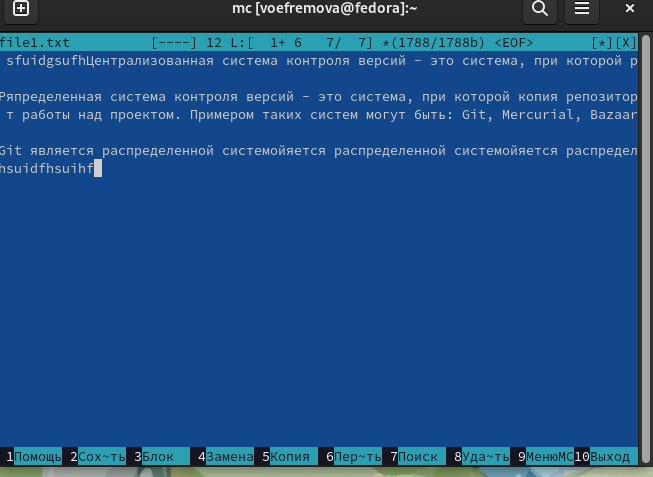 mc [voefremova@fedora]:~
file1.txt [----] 12 L:[ 1+ 6 7/ 7] *(1788/1788b) <EOF> [*][X]
sfuidgsufhЦентрализованная система контроля версий - это система, при которой р
Ряпределенная система контроля версий - это система, при которой копия репозитор
т работы над проектом. Примером таких систем могут быть: Git, Mercurial, Bazaar
Git является распределенной системойяется распределенной системойяется распредел
hsuidfhsuihf
1Помощь 2Сох~ть 3Блок 4Замена 5Копия 6Пер~ть 7Поиск 8Уда~ть 9МенюMC 10Выход